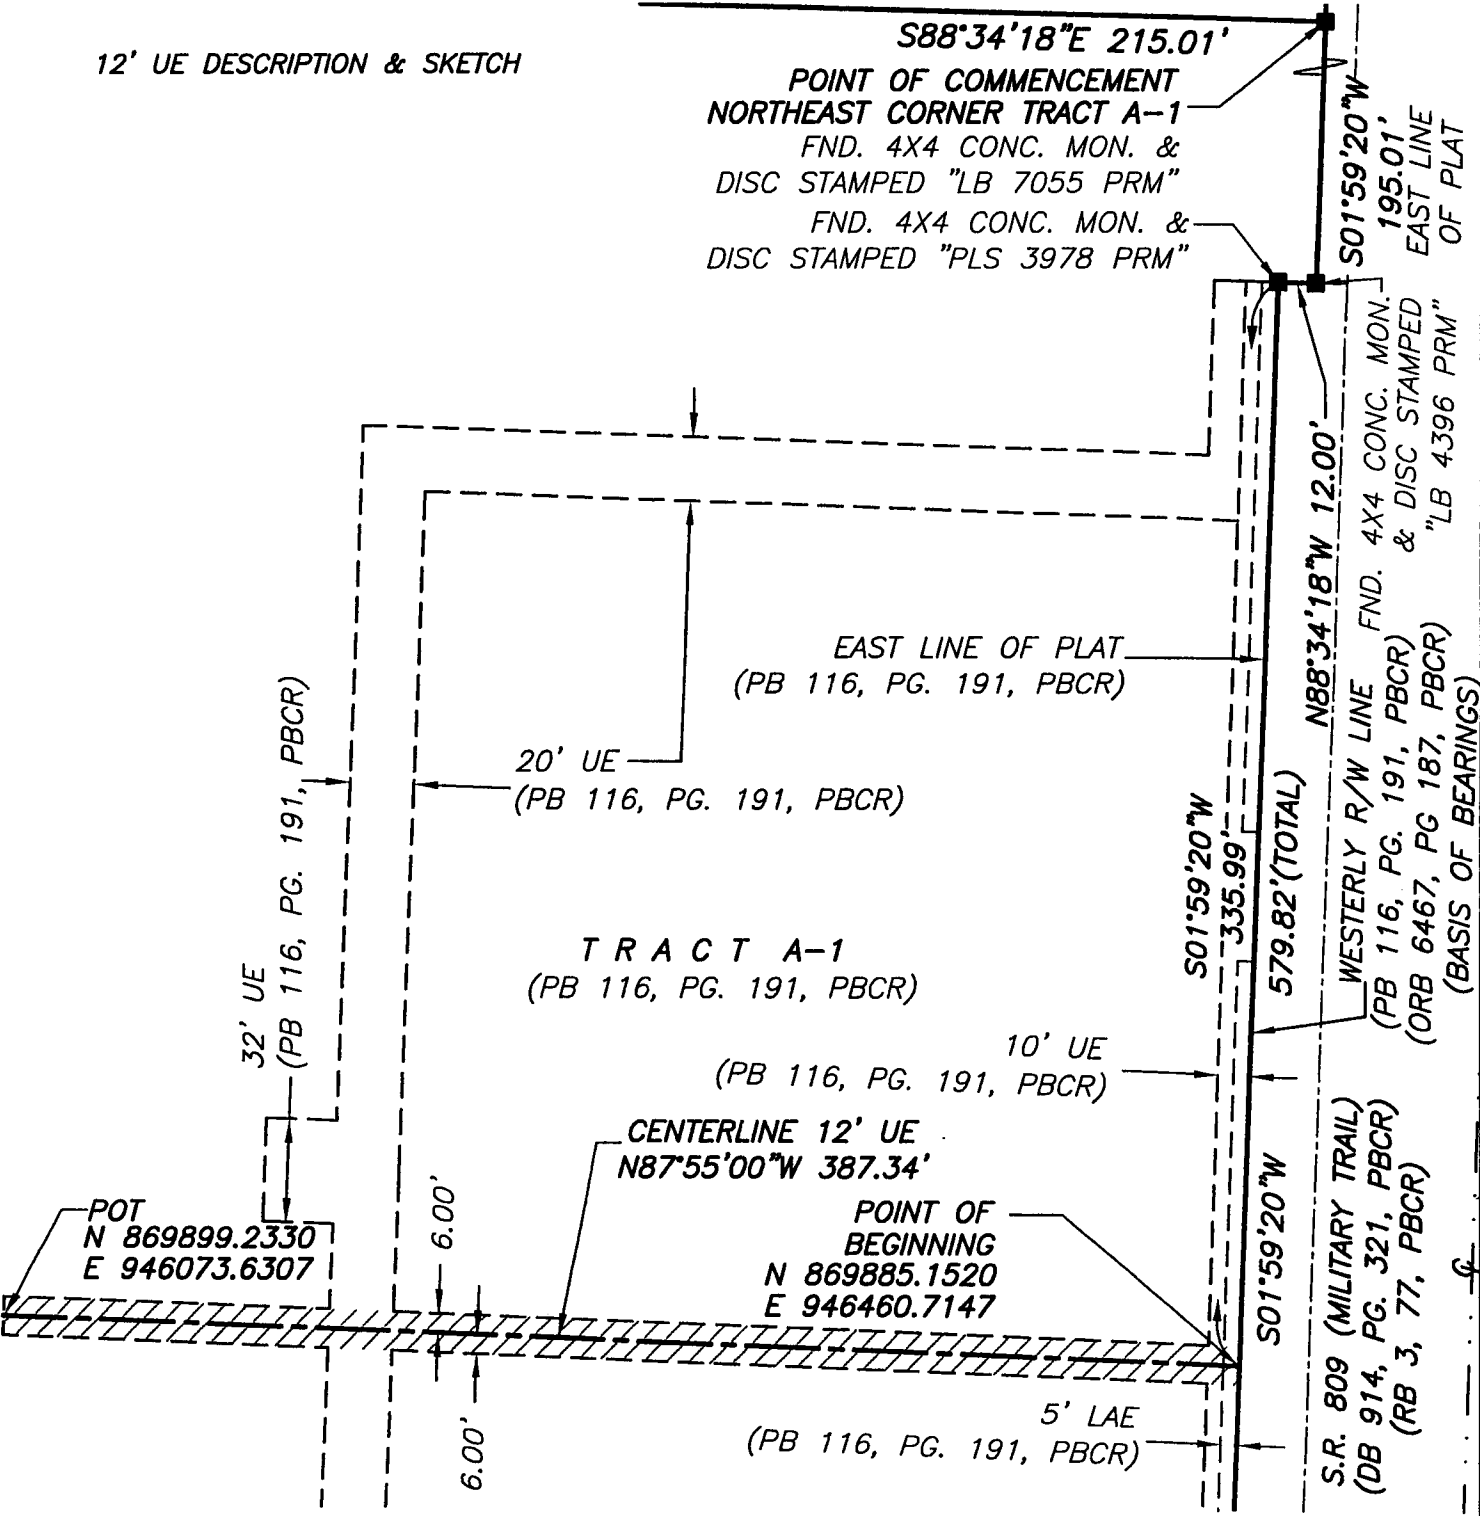 12' UE DESCRIPTION & SKETCH
S88°34'18"E 215.01'
POINT OF COMMENCEMENT
NORTHEAST CORNER TRACT A-1
FND. 4X4 CONC. MON. &
DISC STAMPED "LB 7055 PRM"
FND. 4X4 CONC. MON. &
DISC STAMPED "PLS 3978 PRM"
S01°59'20"W
195.01'
EAST LINE
OF PLAT
FND. 4X4 CONC. MON.
& DISC STAMPED
"LB 4396 PRM"
N88°34'18"W 12.00'
EAST LINE OF PLAT
(PB 116, PG. 191, PBCR)
20' UE
(PB 116, PG. 191, PBCR)
32' UE
(PB 116, PG. 191, PBCR)
S01°59'20"W
335.99'
579.82'(TOTAL)
WESTERLY R/W LINE
(PB 116, PG. 191, PBCR)
(ORB 6467, PG 187, PBCR)
(BASIS OF BEARINGS)
TRACT A-1
(PB 116, PG. 191, PBCR)
10' UE
(PB 116, PG. 191, PBCR)
CENTERLINE 12' UE
N87°55'00"W 387.34'
POT
N 869899.2330
E 946073.6307
6.00'
POINT OF
BEGINNING
N 869885.1520
E 946460.7147
S01°59'20"W
S.R. 809 (MILITARY TRAIL)
(DB 914, PG. 321, PBCR)
(RB 3, 77, PBCR)
6.00'
5' LAE
(PB 116, PG. 191, PBCR)